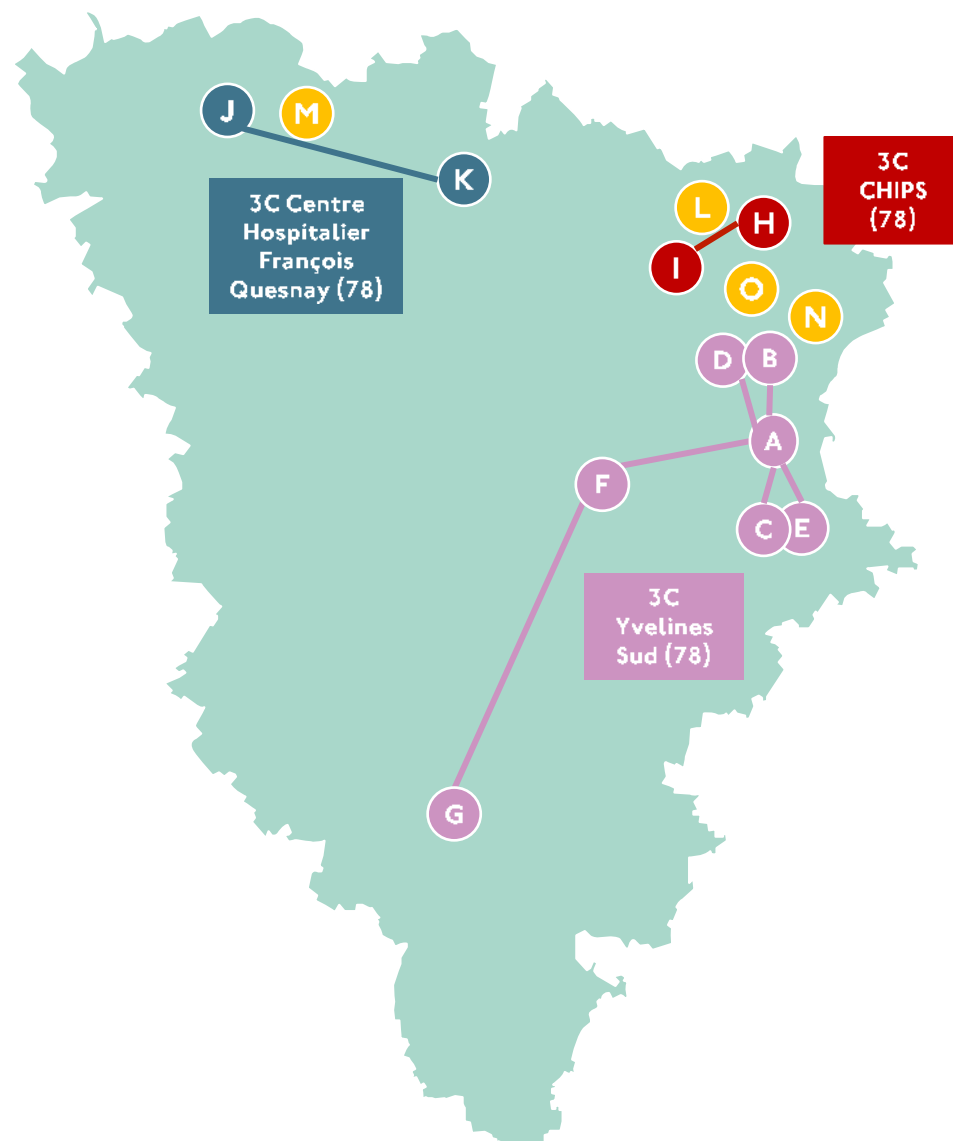 J
M
K
3C Centre
Hospitalier
François
Quesnay (78)
3C
CHIPS
(78)
L
H
I
O
N
D
B
A
F
C
E
3C
Yvelines
Sud (78)
G